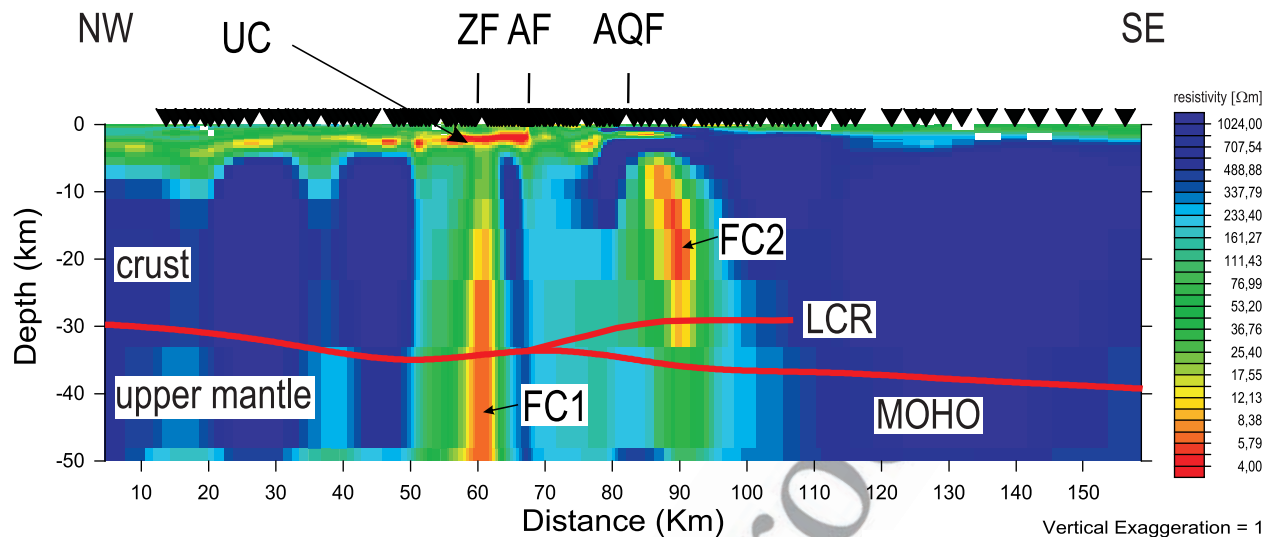 NW
UC
ZF AF
AQF
SE
resistivity [Ωm]
0
-10
-20
-30
-40
-50
Depth (km)
crust
upper mantle
FC1
FC2
LCR
MOHO
1024,00
707,54
488,88
337,79
233,40
161,27
111,43
76,99
53,20
36,76
25,40
17,55
12,13
8,38
5,79
4,00
10 20 30 40 50 60 70 80 90 100 110 120 130 140 150
Distance (Km)
Vertical Exaggeration = 1